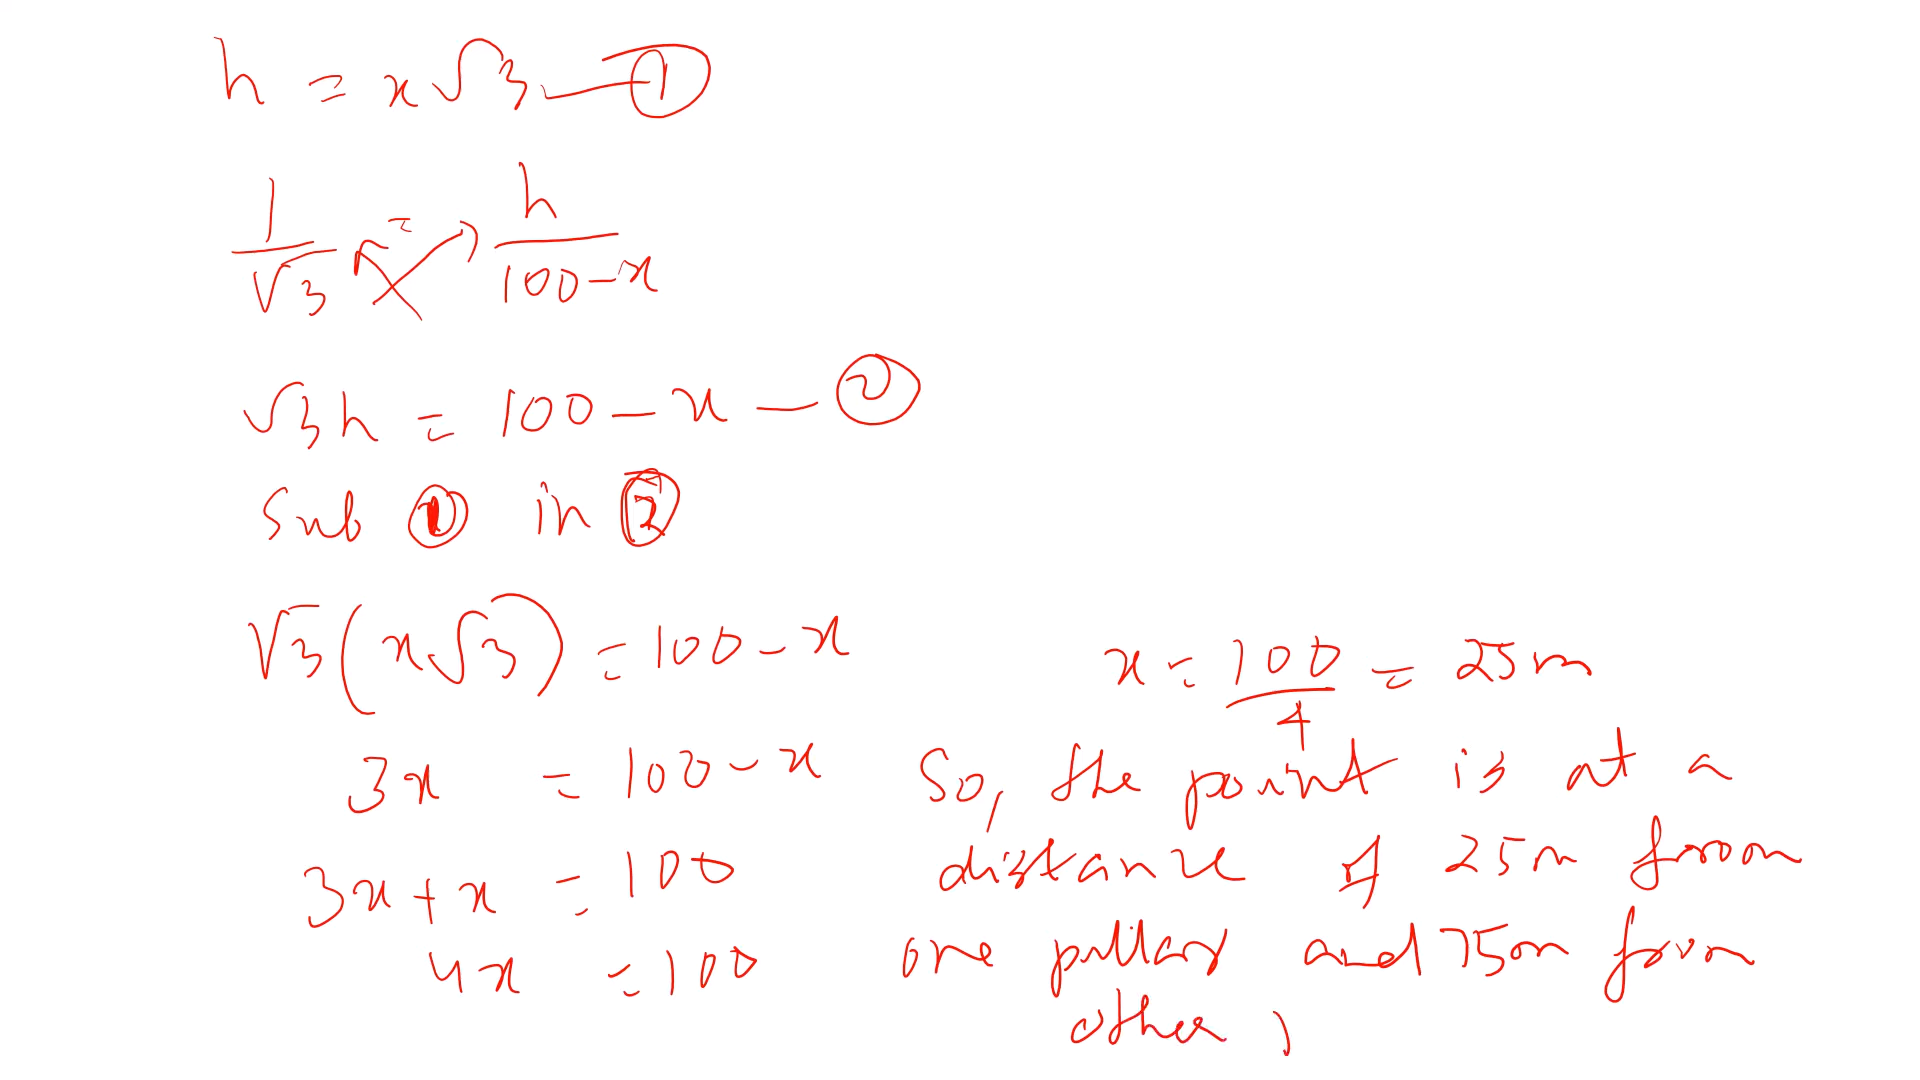 h = x√3 — ①
1/√3 = h/(100-x)
√3h = 100 - x — ②
Sub ① in ②
√3(x√3) = 100 - x
3x = 100 - x
3x + x = 100
4x = 100
x = 100/4 = 25m
So, the point is at a
distance of 25m from
one pillar and 75m from
other,